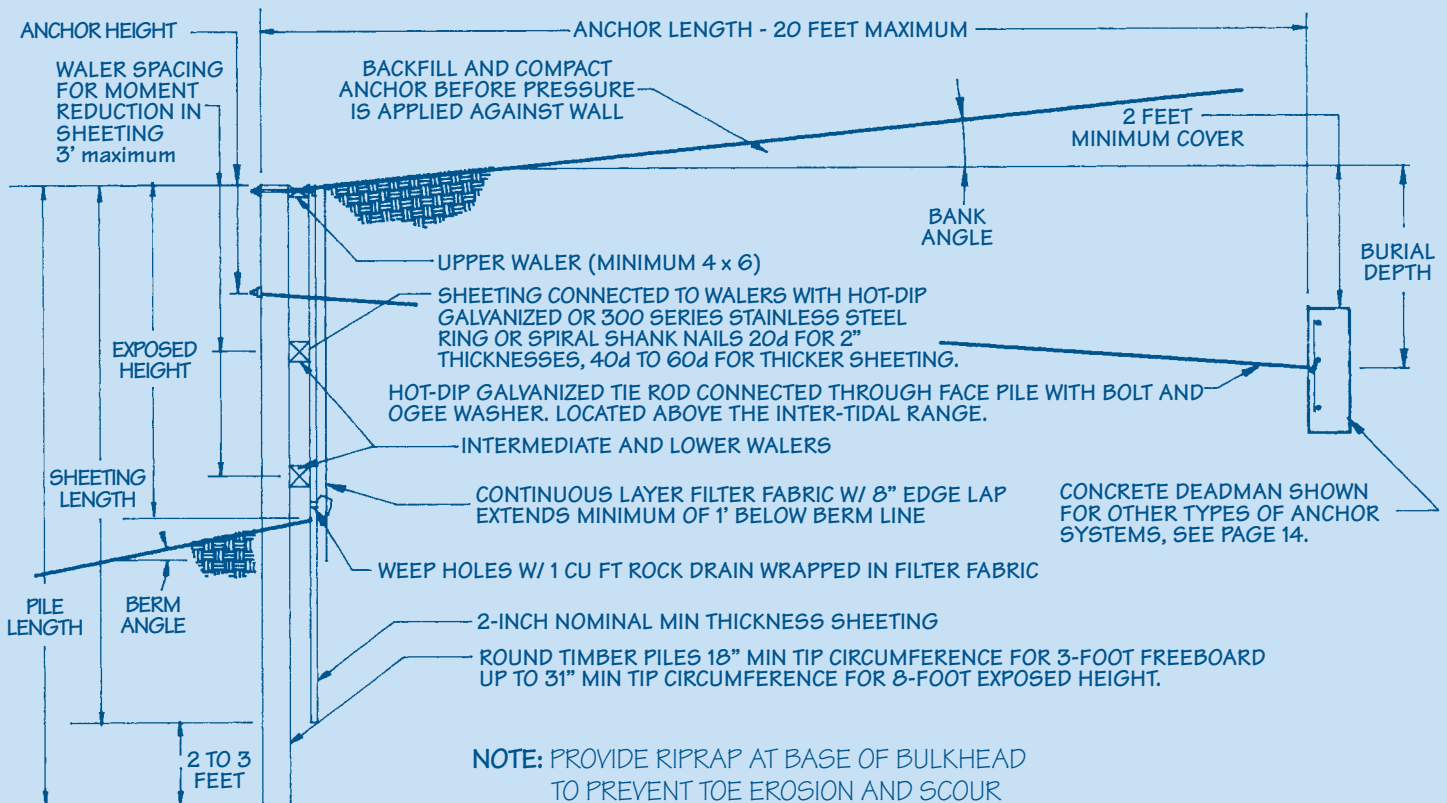 ANCHOR HEIGHT
ANCHOR LENGTH - 20 FEET MAXIMUM
WALER SPACING
FOR MOMENT
REDUCTION IN
SHEETING
3' maximum
BACKFILL AND COMPACT
ANCHOR BEFORE PRESSURE
IS APPLIED AGAINST WALL
2 FEET
MINIMUM COVER
BANK
ANGLE
BURIAL
DEPTH
UPPER WALER (MINIMUM 4 x 6)
SHEETING CONNECTED TO WALERS WITH HOT-DIP
GALVANIZED OR 300 SERIES STAINLESS STEEL
RING OR SPIRAL SHANK NAILS 20d FOR 2"
THICKNESSES, 40d TO 60d FOR THICKER SHEETING.
EXPOSED
HEIGHT
HOT-DIP GALVANIZED TIE ROD CONNECTED THROUGH FACE PILE WITH BOLT AND
OGEE WASHER. LOCATED ABOVE THE INTER-TIDAL RANGE.
INTERMEDIATE AND LOWER WALERS
SHEETING
LENGTH
CONTINUOUS LAYER FILTER FABRIC W/ 8" EDGE LAP
EXTENDS MINIMUM OF 1' BELOW BERM LINE
CONCRETE DEADMAN SHOWN
FOR OTHER TYPES OF ANCHOR
SYSTEMS, SEE PAGE 14.
WEEP HOLES W/ 1 CU FT ROCK DRAIN WRAPPED IN FILTER FABRIC
PILE
LENGTH
BERM
ANGLE
2-INCH NOMINAL MIN THICKNESS SHEETING
ROUND TIMBER PILES 18" MIN TIP CIRCUMFERENCE FOR 3-FOOT FREEBOARD
UP TO 31" MIN TIP CIRCUMFERENCE FOR 8-FOOT EXPOSED HEIGHT.
2 TO 3
FEET
NOTE: PROVIDE RIPRAP AT BASE OF BULKHEAD
TO PREVENT TOE EROSION AND SCOUR